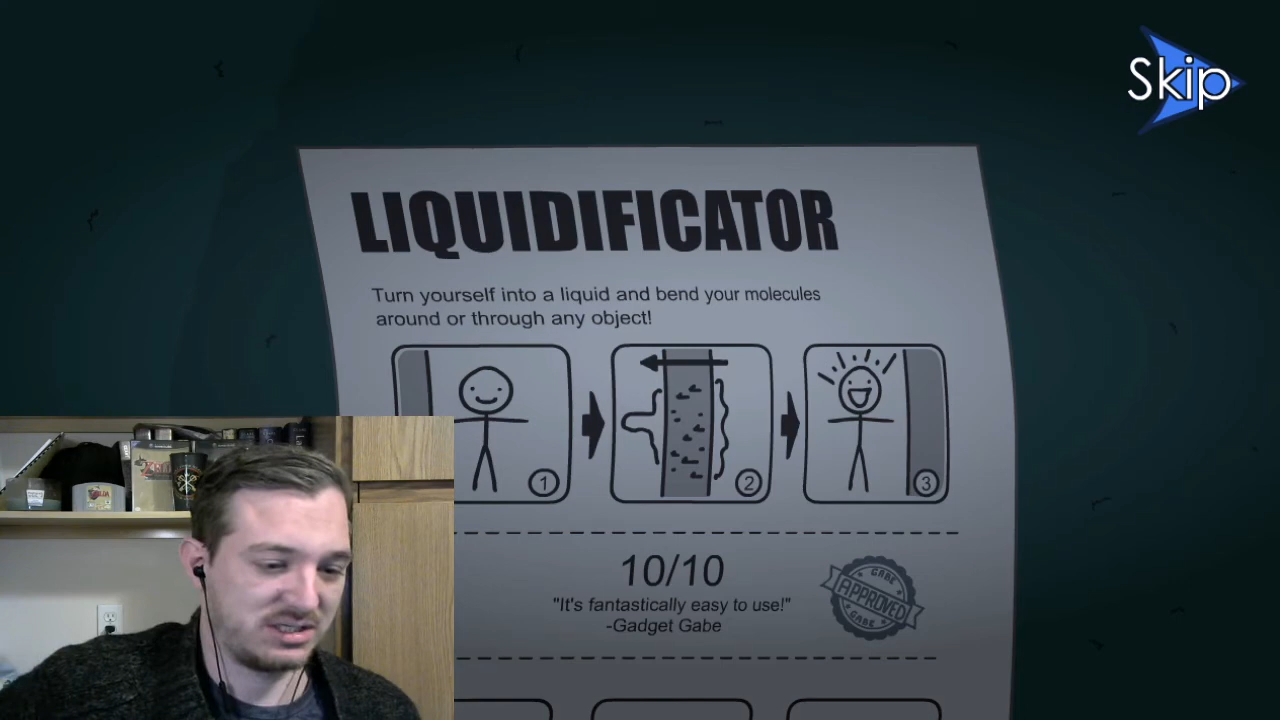 Skip
LIQUIDIFICATOR
Turn yourself into a liquid and bend your molecules
around or through any object!
1
2
3
10/10
"It's fantastically easy to use!"
-Gadget Gabe
GABE
APPROVED
GABE